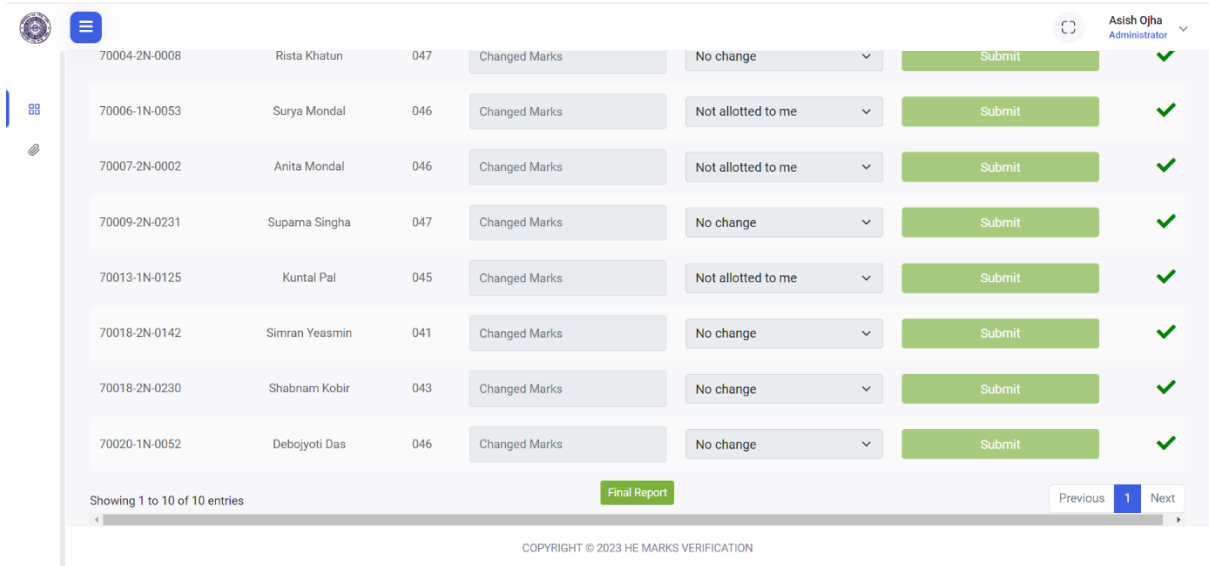 Asish Ojha
Administrator
70004-2N-0008 Rista Khatun 047 Changed Marks No change Submit
70006-1N-0053 Surya Mondal 046 Changed Marks Not allotted to me Submit
70007-2N-0002 Anita Mondal 046 Changed Marks Not allotted to me Submit
70009-2N-0231 Suparna Singha 047 Changed Marks No change Submit
70013-1N-0125 Kuntal Pal 045 Changed Marks Not allotted to me Submit
70018-2N-0142 Simran Yeasmin 041 Changed Marks No change Submit
70018-2N-0230 Shabnam Kobir 043 Changed Marks No change Submit
70020-1N-0052 Debojyoti Das 046 Changed Marks No change Submit
Showing 1 to 10 of 10 entries Final Report Previous 1 Next
COPYRIGHT © 2023 HE MARKS VERIFICATION